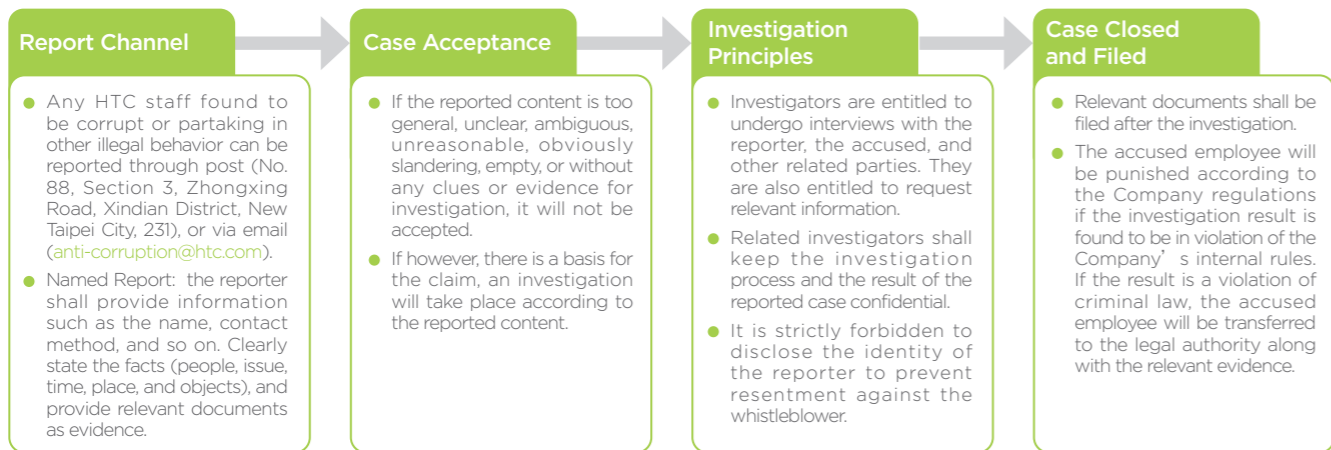 Report Channel
● Any HTC staff found to
be corrupt or partaking in
other illegal behavior can be
reported through post (No.
88, Section 3, Zhongxing
Road, Xindian District, New
Taipei City, 231), or via email
(anti-corruption@htc.com).
● Named Report: the reporter
shall provide information
such as the name, contact
method, and so on. Clearly
state the facts (people, issue,
time, place, and objects), and
provide relevant documents
as evidence.
Case Acceptance
● If the reported content is too
general, unclear, ambiguous,
unreasonable, obviously
slandering, empty, or without
any clues or evidence for
investigation, it will not be
accepted.
● If however, there is a basis for
the claim, an investigation
will take place according to
the reported content.
Investigation
Principles
● Investigators are entitled to
undergo interviews with the
reporter, the accused, and
other related parties. They
are also entitled to request
relevant information.
● Related investigators shall
keep the investigation
process and the result of the
reported case confidential.
● It is strictly forbidden to
disclose the identity of
the reporter to prevent
resentment against the
whistleblower.
Case Closed
and Filed
● Relevant documents shall be
filed after the investigation.
● The accused employee will
be punished according to
the Company regulations
if the investigation result is
found to be in violation of the
Company’s internal rules.
If the result is a violation of
criminal law, the accused
employee will be transferred
to the legal authority along
with the relevant evidence.